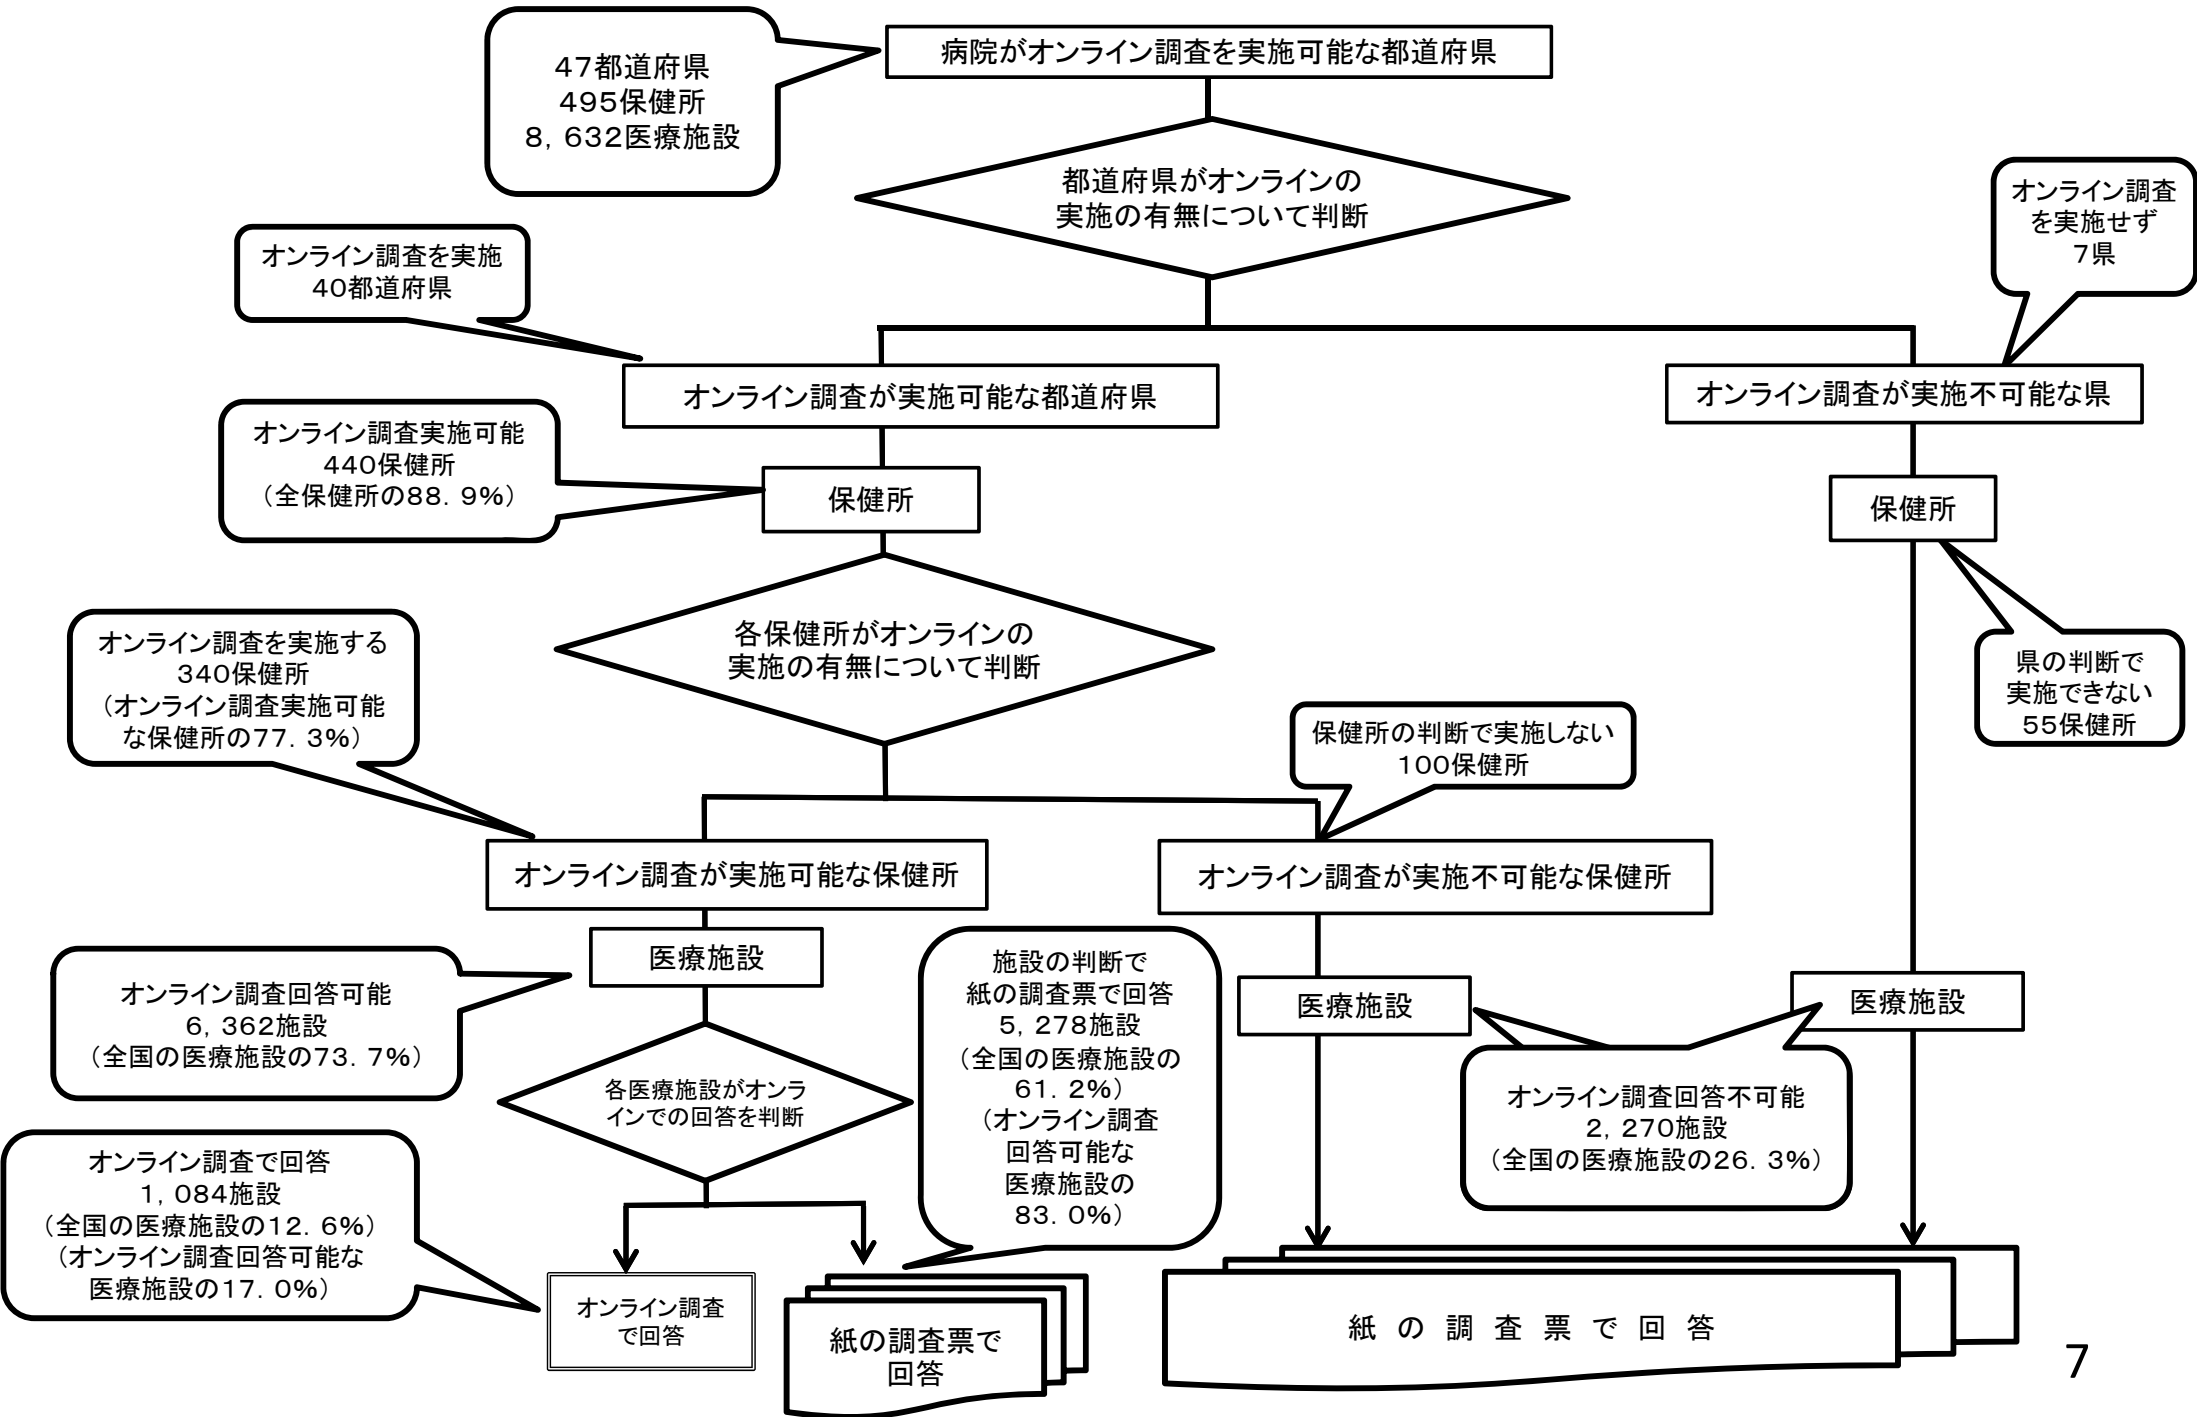 病院がオンライン調査を実施可能な都道府県
47都道府県
495保健所
8,632医療施設
都道府県がオンラインの
実施の有無について判断
オンライン調査
を実施せず
7県
オンライン調査を実施
40都道府県
オンライン調査が実施可能な都道府県
オンライン調査が実施不可能な県
オンライン調査実施可能
440保健所
(全保健所の88.9%)
保健所
保健所
各保健所がオンラインの
実施の有無について判断
オンライン調査を実施する
340保健所
(オンライン調査実施可能
な保健所の77.3%)
県の判断で
実施できない
55保健所
保健所の判断で実施しない
100保健所
オンライン調査が実施可能な保健所
オンライン調査が実施不可能な保健所
医療施設
オンライン調査回答可能
6,362施設
(全国の医療施設の73.7%)
施設の判断で
紙の調査票で回答
5,278施設
(全国の医療施設の
61.2%)
(オンライン調査
回答可能な
医療施設の
83.0%)
医療施設
医療施設
各医療施設がオンラ
インでの回答を判断
オンライン調査回答不可能
2,270施設
(全国の医療施設の26.3%)
オンライン調査で回答
1,084施設
(全国の医療施設の12.6%)
(オンライン調査回答可能な
医療施設の17.0%)
オンライン調査
で回答
紙の調査票で
回答
紙の調査票で回答
7